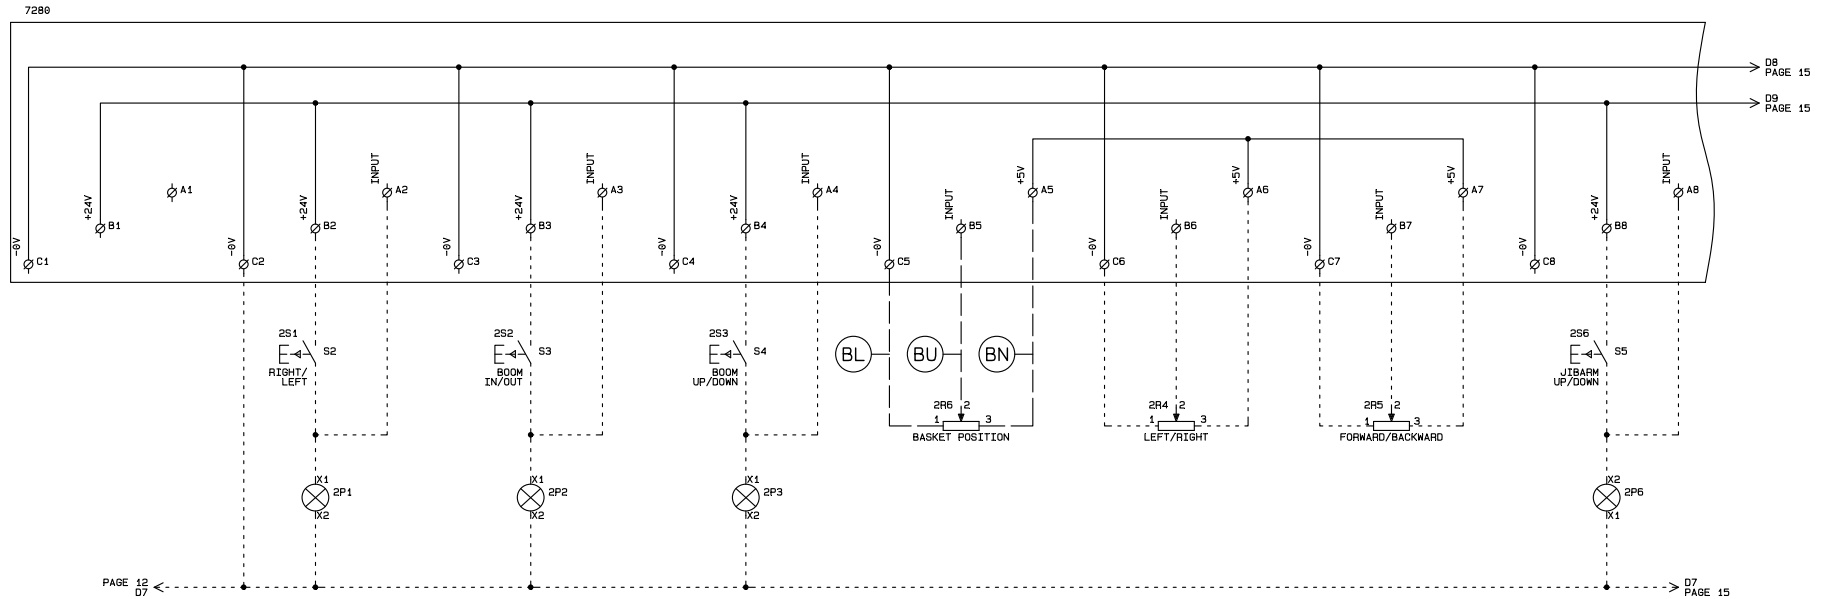 7280
D8
PAGE 15
D9
PAGE 15
INPUT
INPUT
INPUT
+5V
+5V
+5V
INPUT
+24V
A1
+24V
A2
+24V
A3
+24V
A4
INPUT
A5
INPUT
A6
INPUT
A7
+24V
A8
B1
B2
B3
B4
B5
B6
B7
B8
-0V
-0V
-0V
-0V
-0V
-0V
-0V
-0V
C1
C2
C3
C4
C5
C6
C7
C8
2S1
S2
RIGHT/
LEFT
2S2
S3
BOOM
IN/OUT
2S3
S4
BOOM
UP/DOWN
BL
BU
BN
2S6
S5
JIBARM
UP/DOWN
2R6 2
1 3
BASKET POSITION
2R4 2
1 3
LEFT/RIGHT
2R5 2
1 3
FORWARD/BACKWARD
X1
2P1
X2
X1
2P2
X2
X1
2P3
X2
X2
2P6
X1
PAGE 12
D7
D7
PAGE 15